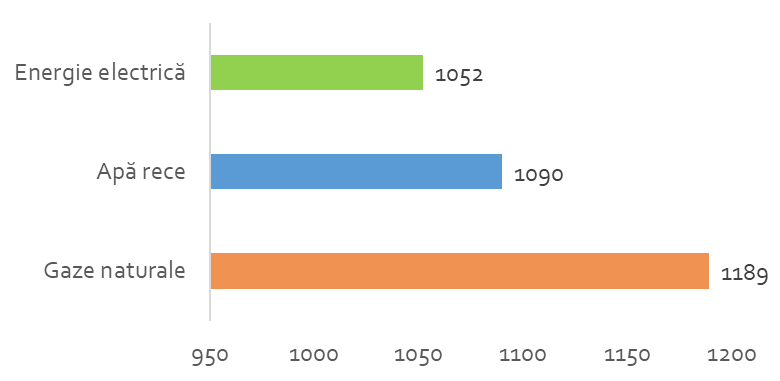 Energie electrică 1052
Apă rece 1090
Gaze naturale 1189
950 1000 1050 1100 1150 1200